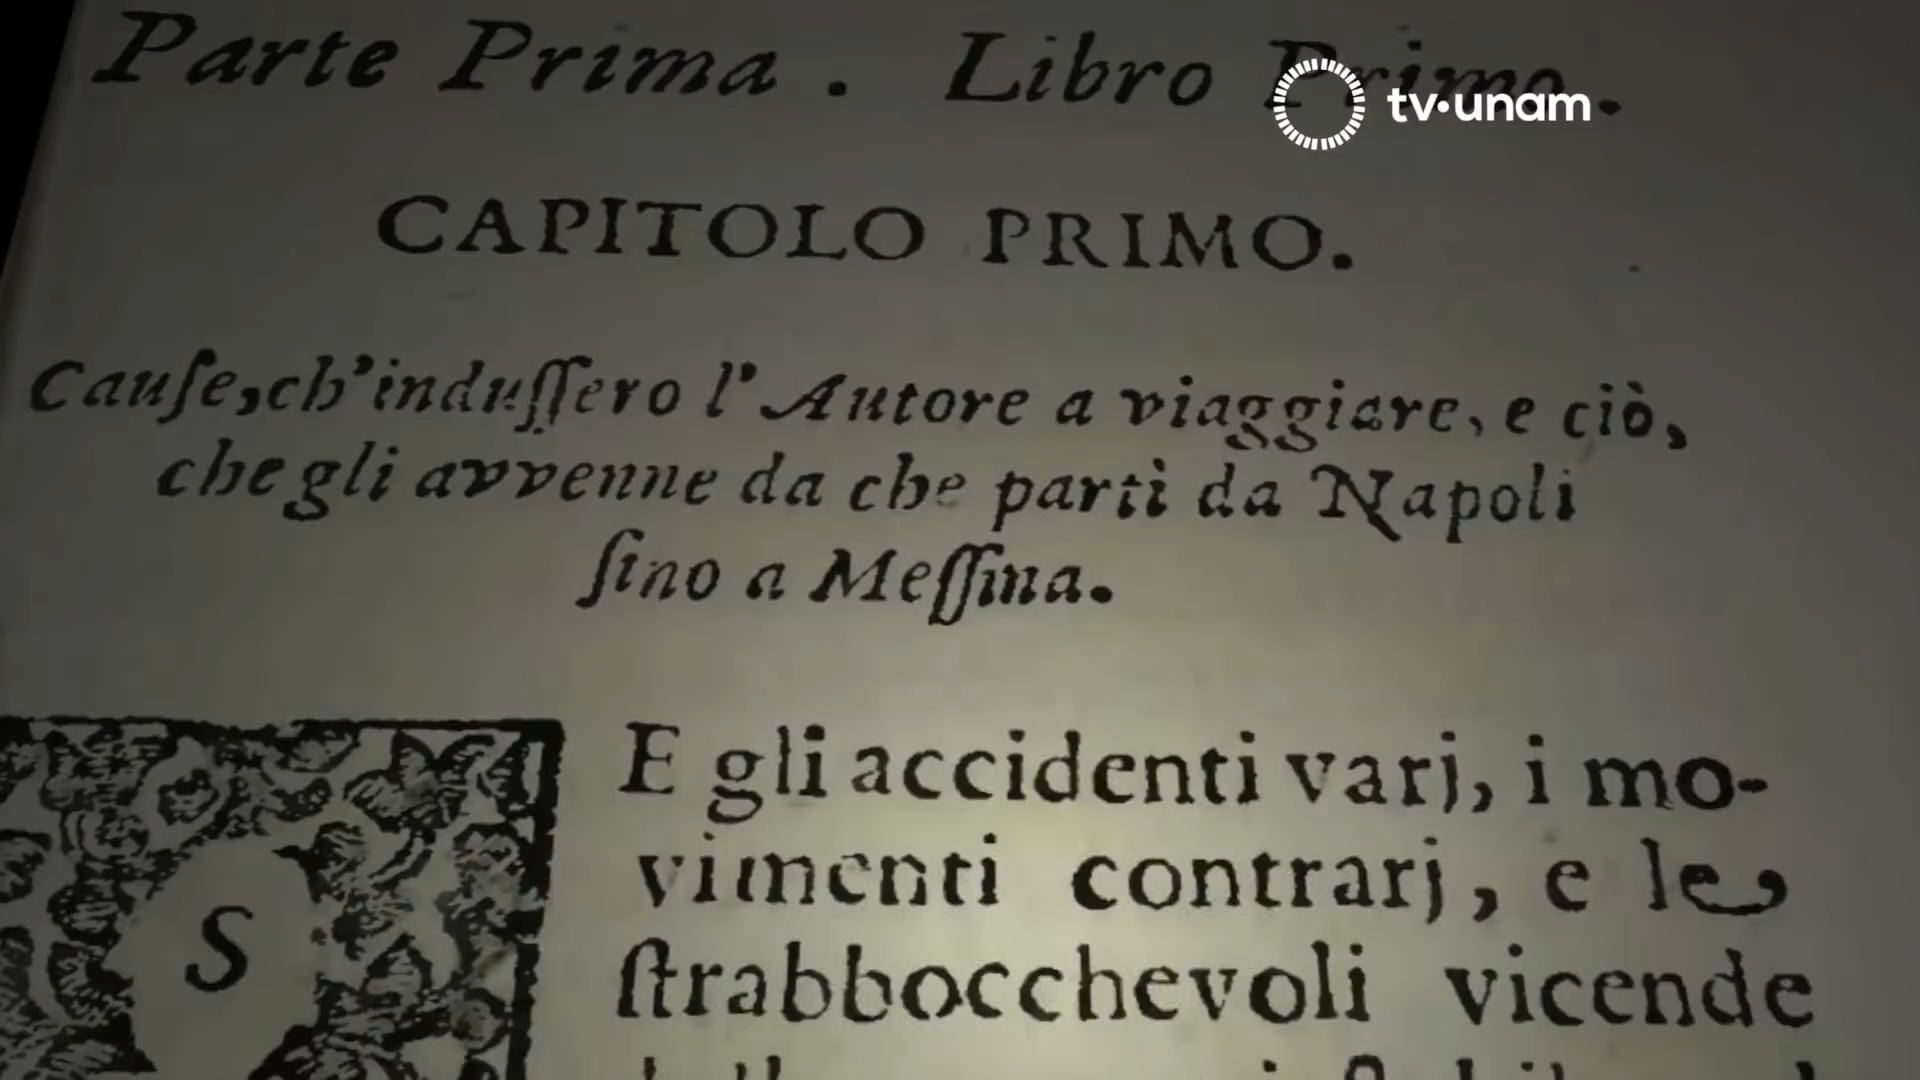 Parte Prima. Libro Primo.
tv·unam
CAPITOLO PRIMO.
Cauſe, ch'induſſero l'Autore a viaggiare, e ciò,
che gli avvenne da che partì da Napoli
ſino a Meſſina.
SE gli accidenti varj, i mo-
vimenti contrarj, e le
ſtrabbocchevoli vicende